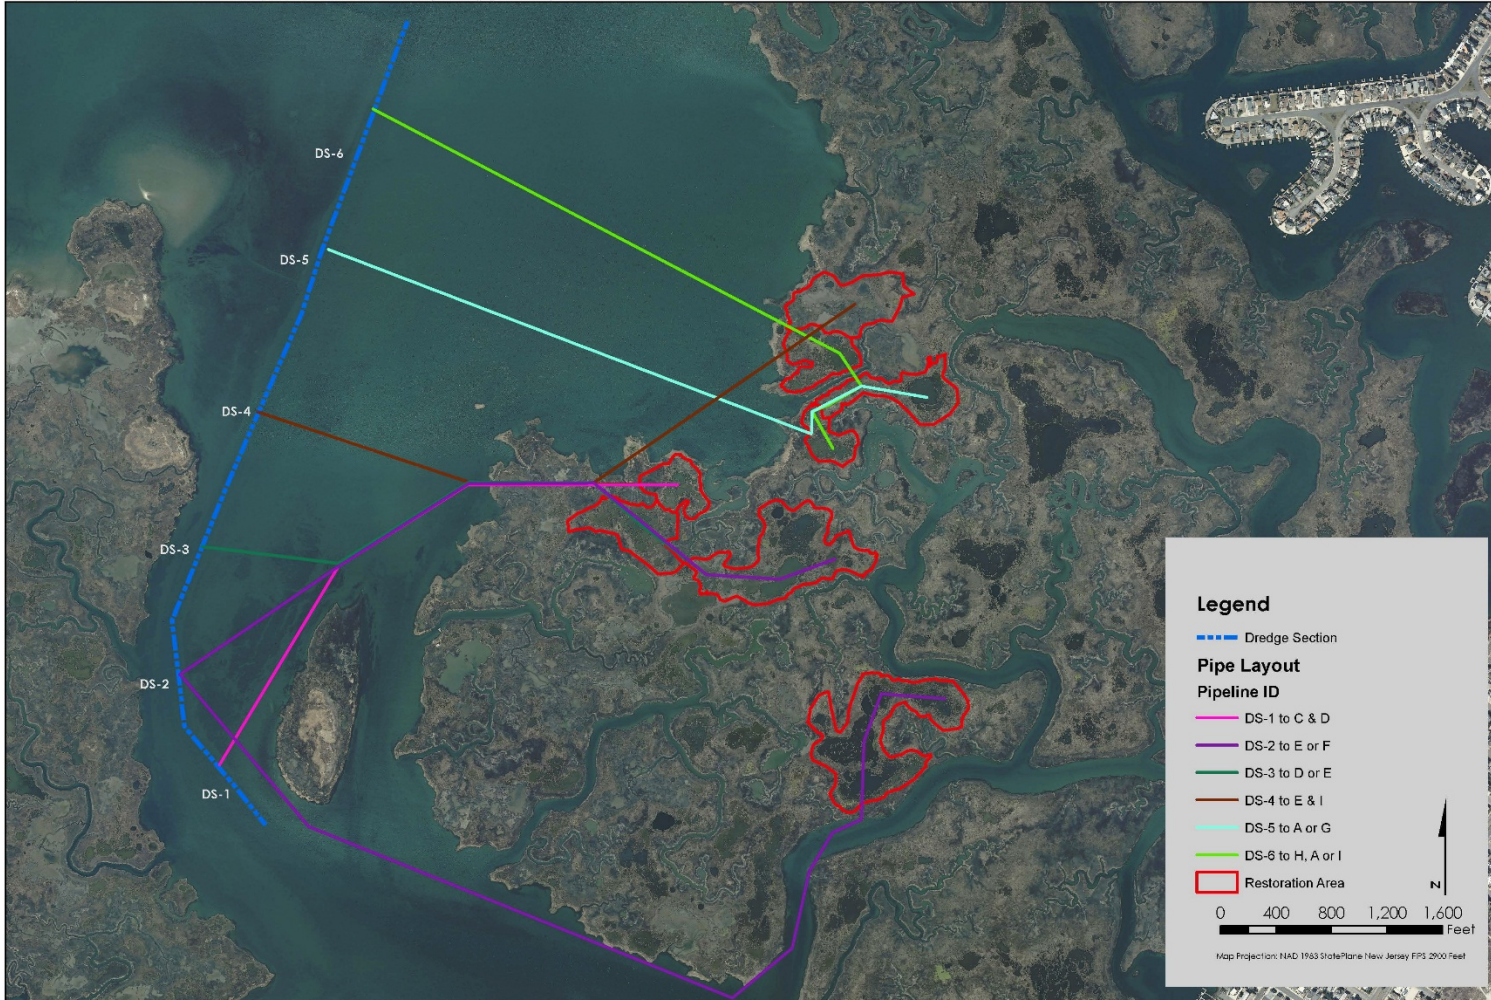 DS-6
DS-5
DS-4
DS-3
DS-2
DS-1
Legend
Dredge Section
Pipe Layout
Pipeline ID
DS-1 to C & D
DS-2 to E or F
DS-3 to D or E
DS-4 to E & I
DS-5 to A or G
DS-6 to H, A or I
Restoration Area
N
0 400 800 1,200 1,600
Feet
Map Projection: NAD 1983 StatePlane New Jersey FIPS 2900 Feet